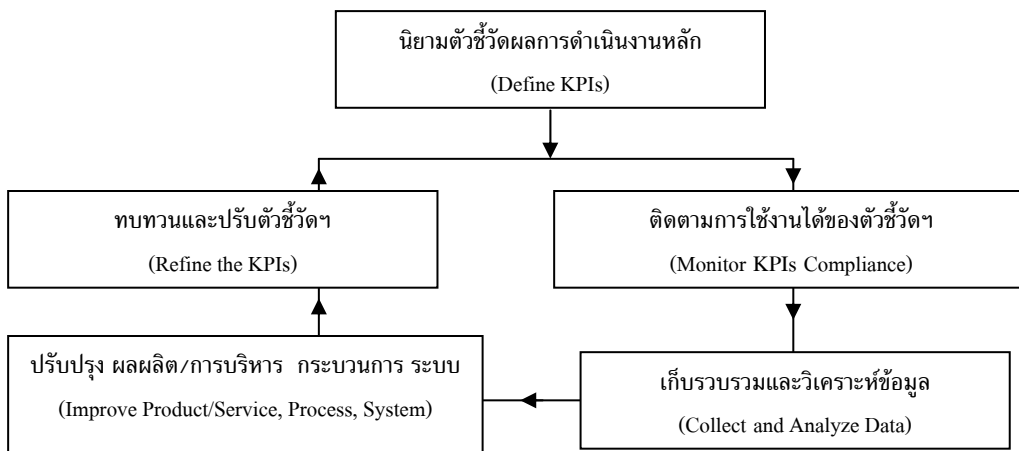 นิยามตัวชี้วัดผลการดำเนินงานหลัก
(Define KPIs)
ทบทวนและปรับตัวชี้วัดฯ
(Refine the KPIs)
ติดตามการใช้งานได้ของตัวชี้วัดฯ
(Monitor KPIs Compliance)
ปรับปรุง ผลผลิต/การบริหาร กระบวนการ ระบบ
(Improve Product/Service, Process, System)
เก็บรวบรวมและวิเคราะห์ข้อมูล
(Collect and Analyze Data)